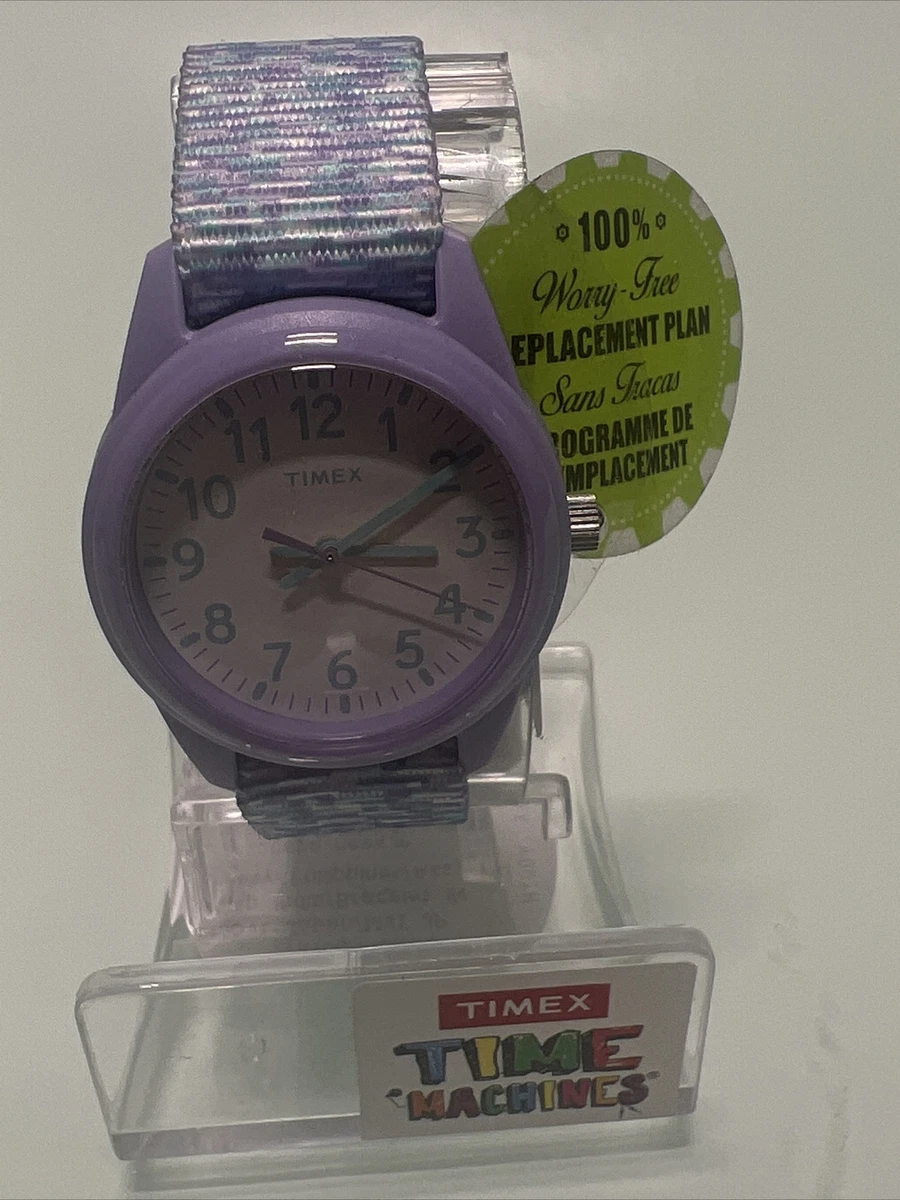 100%
Worry-Free
EPLACEMENT PLAN
Sans Tracas
OGRAMME DE
MPLACEMENT
12
11
1
10
2
TIMEX
9
3
8
4
7
5
6
TIMEX
TIME
MACHINES